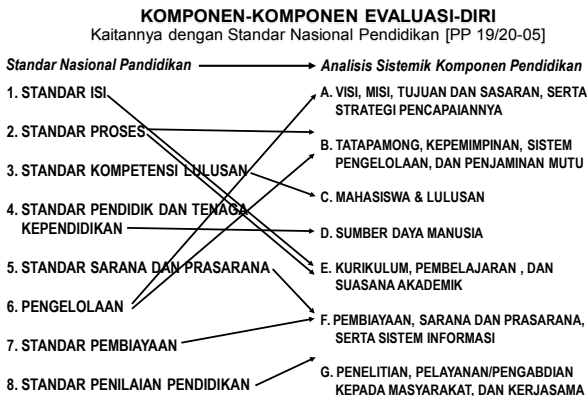 KOMPONEN-KOMPONEN EVALUASI-DIRI
Kaitannya dengan Standar Nasional Pendidikan [PP 19/20-05]
Standar Nasional Pandidikan
1. STANDAR ISI
2. STANDAR PROSES
3. STANDAR KOMPETENSI LULUSAN
4. STANDAR PENDIDIK DAN TENAGA
KEPENDIDIKAN
5. STANDAR SARANA DAN PRASARANA
6. PENGELOLAAN
7. STANDAR PEMBIAYAAN
8. STANDAR PENILAIAN PENDIDIKAN
Analisis Sistemik Komponen Pendidikan
A. VISI, MISI, TUJUAN DAN SASARAN, SERTA
STRATEGI PENCAPAIANNYA
B. TATAPAMONG, KEPEMIMPINAN, SISTEM
PENGELOLAAN, DAN PENJAMINAN MUTU
C. MAHASISWA & LULUSAN
D. SUMBER DAYA MANUSIA
E. KURIKULUM, PEMBELAJARAN , DAN
SUASANA AKADEMIK
F. PEMBIAYAAN, SARANA DAN PRASARANA,
SERTA SISTEM INFORMASI
G. PENELITIAN, PELAYANAN/PENGABDIAN
KEPADA MASYARAKAT, DAN KERJASAMA